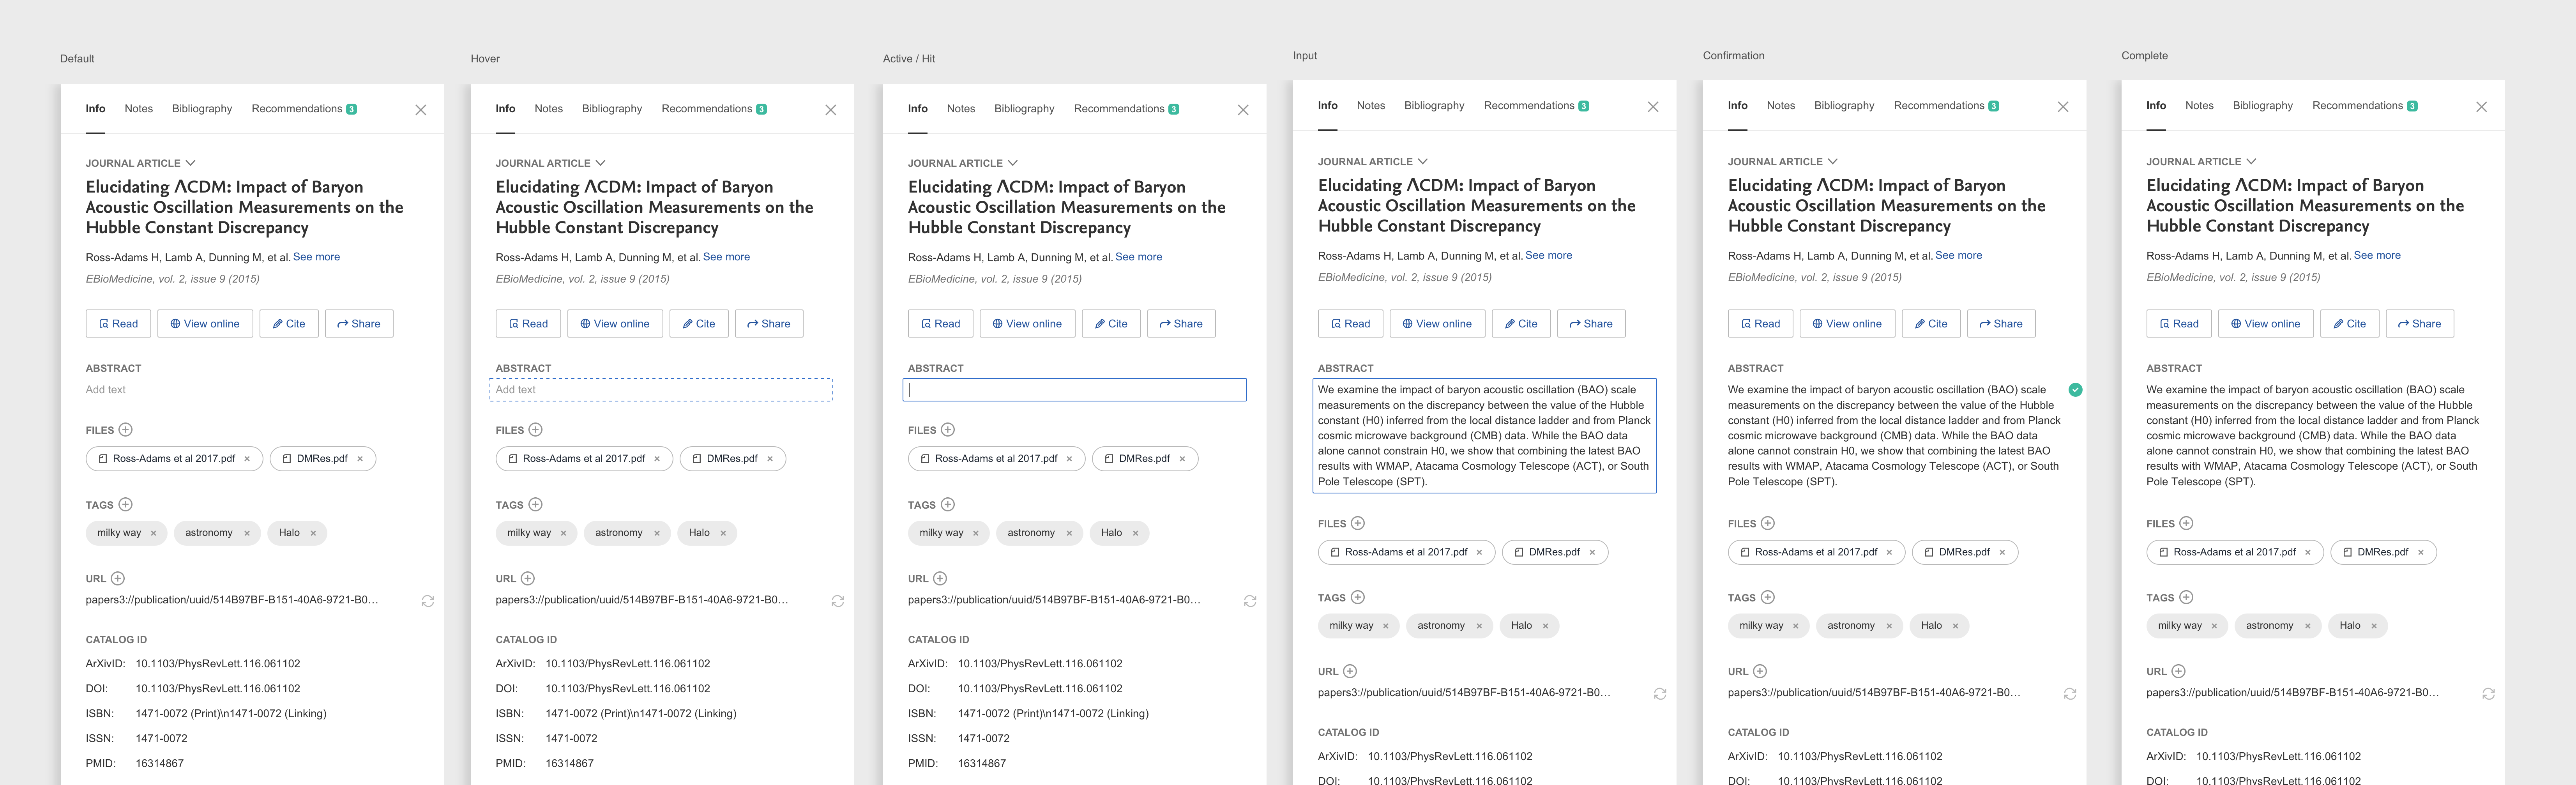 Default
Info Notes Bibliography Recommendations 3
JOURNAL ARTICLE
Elucidating ΛCDM: Impact of Baryon
Acoustic Oscillation Measurements on the
Hubble Constant Discrepancy
Ross-Adams H, Lamb A, Dunning M, et al. See more
EBioMedicine, vol. 2, issue 9 (2015)
Read View online Cite Share
ABSTRACT
Add text
FILES
Ross-Adams et al 2017.pdf × DMRes.pdf ×
TAGS
milky way × astronomy × Halo ×
URL
papers3://publication/uuid/514B97BF-B151-40A6-9721-B0…
CATALOG ID
ArXivID: 10.1103/PhysRevLett.116.061102
DOI: 10.1103/PhysRevLett.116.061102
ISBN: 1471-0072 (Print)\n1471-0072 (Linking)
ISSN: 1471-0072
PMID: 16314867
Hover
Info Notes Bibliography Recommendations 3
JOURNAL ARTICLE
Elucidating ΛCDM: Impact of Baryon
Acoustic Oscillation Measurements on the
Hubble Constant Discrepancy
Ross-Adams H, Lamb A, Dunning M, et al. See more
EBioMedicine, vol. 2, issue 9 (2015)
Read View online Cite Share
ABSTRACT
Add text
FILES
Ross-Adams et al 2017.pdf × DMRes.pdf ×
TAGS
milky way × astronomy × Halo ×
URL
papers3://publication/uuid/514B97BF-B151-40A6-9721-B0…
CATALOG ID
ArXivID: 10.1103/PhysRevLett.116.061102
DOI: 10.1103/PhysRevLett.116.061102
ISBN: 1471-0072 (Print)\n1471-0072 (Linking)
ISSN: 1471-0072
PMID: 16314867
Active / Hit
Info Notes Bibliography Recommendations 3
JOURNAL ARTICLE
Elucidating ΛCDM: Impact of Baryon
Acoustic Oscillation Measurements on the
Hubble Constant Discrepancy
Ross-Adams H, Lamb A, Dunning M, et al. See more
EBioMedicine, vol. 2, issue 9 (2015)
Read View online Cite Share
ABSTRACT
FILES
Ross-Adams et al 2017.pdf × DMRes.pdf ×
TAGS
milky way × astronomy × Halo ×
URL
papers3://publication/uuid/514B97BF-B151-40A6-9721-B0…
CATALOG ID
ArXivID: 10.1103/PhysRevLett.116.061102
DOI: 10.1103/PhysRevLett.116.061102
ISBN: 1471-0072 (Print)\n1471-0072 (Linking)
ISSN: 1471-0072
PMID: 16314867
Input
Info Notes Bibliography Recommendations 3
JOURNAL ARTICLE
Elucidating ΛCDM: Impact of Baryon
Acoustic Oscillation Measurements on the
Hubble Constant Discrepancy
Ross-Adams H, Lamb A, Dunning M, et al. See more
EBioMedicine, vol. 2, issue 9 (2015)
Read View online Cite Share
ABSTRACT
We examine the impact of baryon acoustic oscillation (BAO) scale
measurements on the discrepancy between the value of the Hubble
constant (H0) inferred from the local distance ladder and from Planck
cosmic microwave background (CMB) data. While the BAO data
alone cannot constrain H0, we show that combining the latest BAO
results with WMAP, Atacama Cosmology Telescope (ACT), or South
Pole Telescope (SPT).
FILES
Ross-Adams et al 2017.pdf × DMRes.pdf ×
TAGS
milky way × astronomy × Halo ×
URL
papers3://publication/uuid/514B97BF-B151-40A6-9721-B0…
CATALOG ID
ArXivID: 10.1103/PhysRevLett.116.061102
DOI: 10.1103/PhysRevLett.116.061102
Confirmation
Info Notes Bibliography Recommendations 3
JOURNAL ARTICLE
Elucidating ΛCDM: Impact of Baryon
Acoustic Oscillation Measurements on the
Hubble Constant Discrepancy
Ross-Adams H, Lamb A, Dunning M, et al. See more
EBioMedicine, vol. 2, issue 9 (2015)
Read View online Cite Share
ABSTRACT
We examine the impact of baryon acoustic oscillation (BAO) scale
measurements on the discrepancy between the value of the Hubble
constant (H0) inferred from the local distance ladder and from Planck
cosmic microwave background (CMB) data. While the BAO data
alone cannot constrain H0, we show that combining the latest BAO
results with WMAP, Atacama Cosmology Telescope (ACT), or South
Pole Telescope (SPT).
FILES
Ross-Adams et al 2017.pdf × DMRes.pdf ×
TAGS
milky way × astronomy × Halo ×
URL
papers3://publication/uuid/514B97BF-B151-40A6-9721-B0…
CATALOG ID
ArXivID: 10.1103/PhysRevLett.116.061102
DOI: 10.1103/PhysRevLett.116.061102
Complete
Info Notes Bibliography Recommendations 3
JOURNAL ARTICLE
Elucidating ΛCDM: Impact of Baryon
Acoustic Oscillation Measurements on the
Hubble Constant Discrepancy
Ross-Adams H, Lamb A, Dunning M, et al. See more
EBioMedicine, vol. 2, issue 9 (2015)
Read View online Cite Share
ABSTRACT
We examine the impact of baryon acoustic oscillation (BAO) scale
measurements on the discrepancy between the value of the Hubble
constant (H0) inferred from the local distance ladder and from Planck
cosmic microwave background (CMB) data. While the BAO data
alone cannot constrain H0, we show that combining the latest BAO
results with WMAP, Atacama Cosmology Telescope (ACT), or South
Pole Telescope (SPT).
FILES
Ross-Adams et al 2017.pdf × DMRes.pdf ×
TAGS
milky way × astronomy × Halo ×
URL
papers3://publication/uuid/514B97BF-B151-40A6-9721-B0…
CATALOG ID
ArXivID: 10.1103/PhysRevLett.116.061102
DOI: 10.1103/PhysRevLett.116.061102